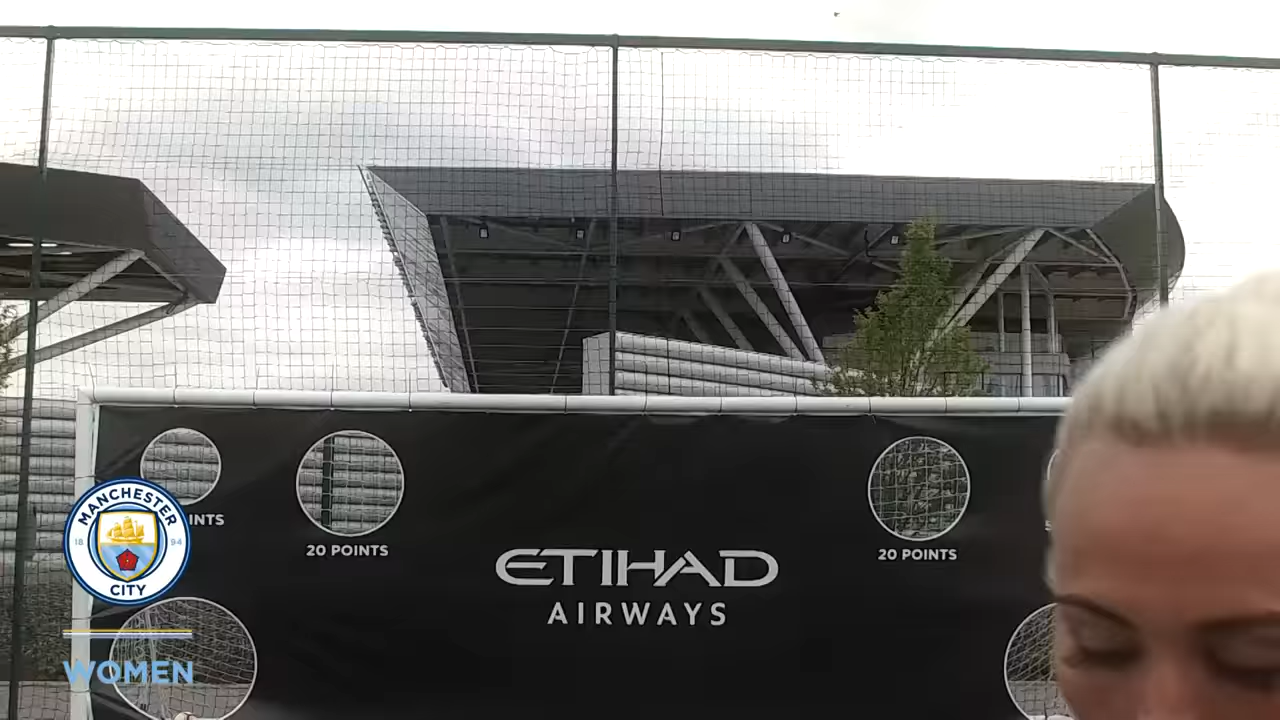 INTS
20 POINTS
20 POINTS
ETIHAD
AIRWAYS
MANCHESTER
18 94
CITY
WOMEN